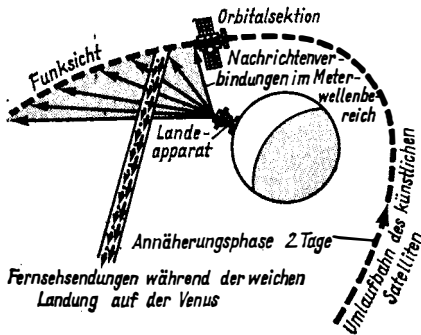 Orbitalsektion
Funksicht
Nachrichtenver-
bindungen im Meter-
wellenbe-
reich
Lande-
apparat
Annäherungsphase 2 Tage
Umlaufbahn des künstlichen
Satelliten
Fernsehsendungen während der weichen
Landung auf der Venus